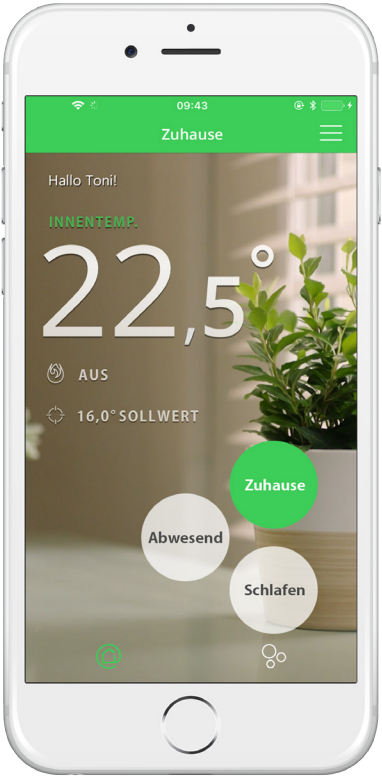 09:43
Zuhause
Hallo Toni!
INNENTEMP.
22,5°
AUS
16,0° SOLLWERT
Zuhause
Abwesend
Schlafen